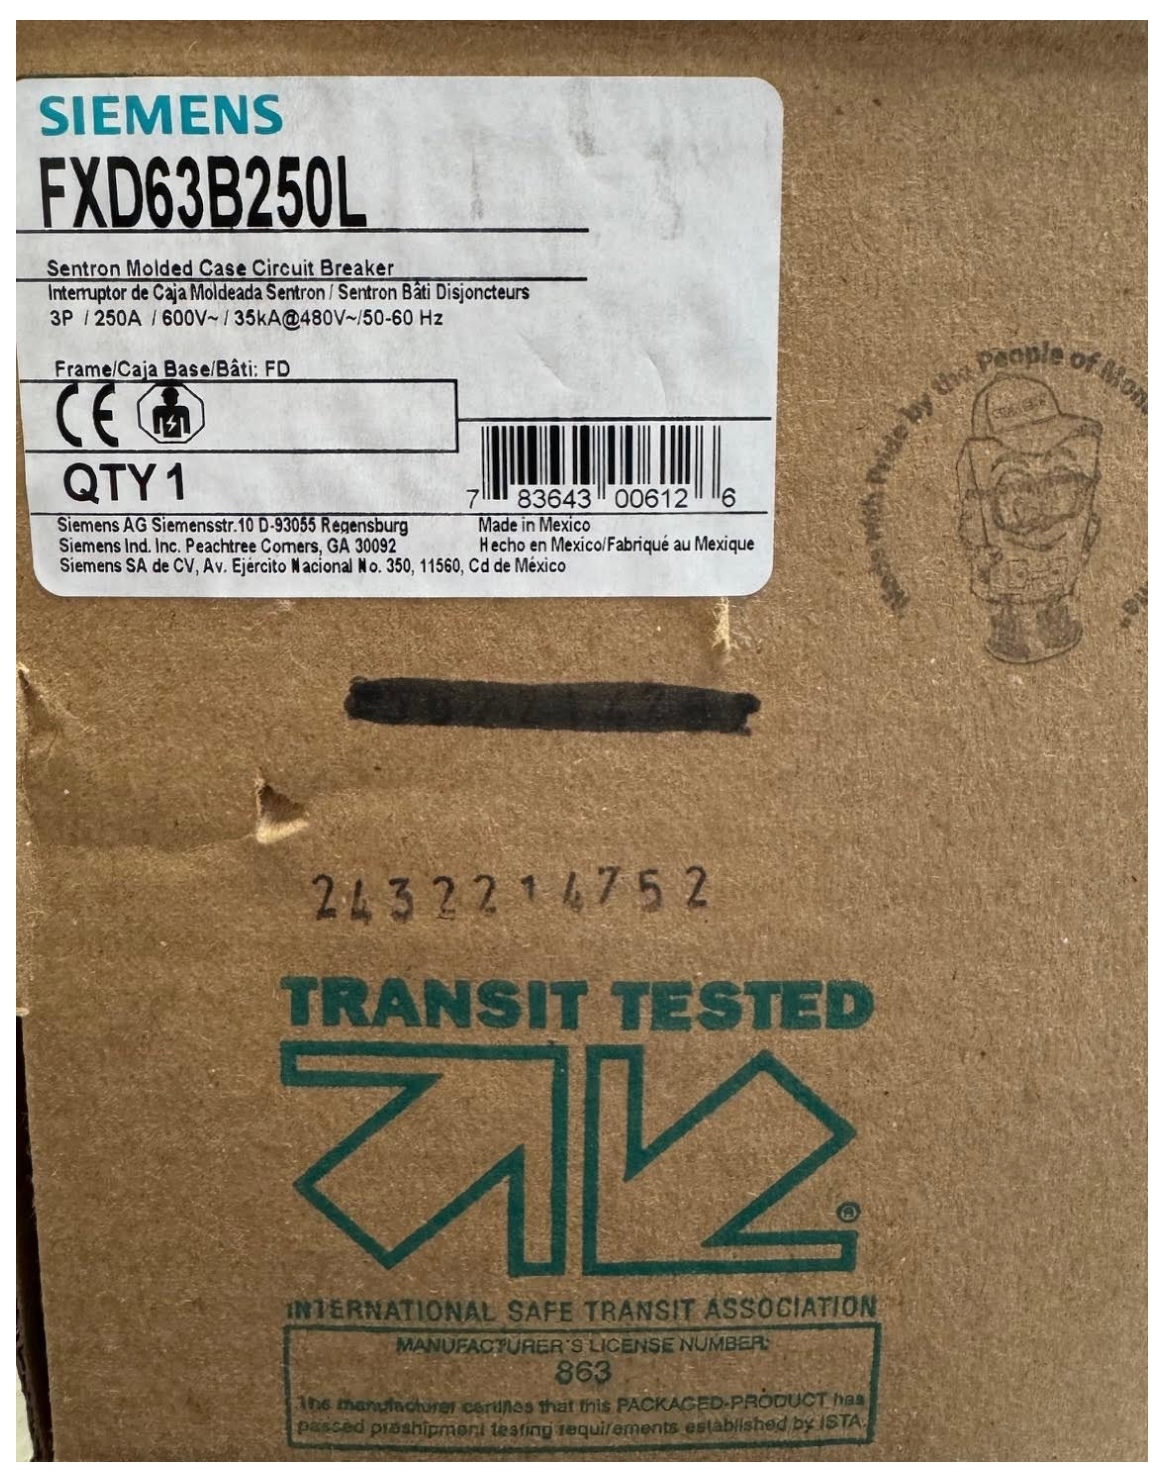 SIEMENS
FXD63B250L
Sentron Molded Case Circuit Breaker
Interruptor de Caja Moldeada Sentron / Sentron Bâti Disjoncteurs
3P / 250A / 600V~ / 35kA@480V~/50-60 Hz
Frame/Caja Base/Bâti: FD
CE
QTY 1
7 83643 00612 6
Siemens AG Siemensstr.10 D-93055 Regensburg
Siemens Ind. Inc. Peachtree Corners, GA 30092
Siemens SA de CV, Av. Ejército Nacional No. 350, 11560, Cd de México
Made in Mexico
Hecho en Mexico/Fabriqué au Mexique
Made with Pride by the People of
2432214752
TRANSIT TESTED
®
INTERNATIONAL SAFE TRANSIT ASSOCIATION
MANUFACTURER'S LICENSE NUMBER:
863
The manufacturer certifies that this PACKAGED-PRODUCT has
passed preshipment testing requirements established by ISTA.